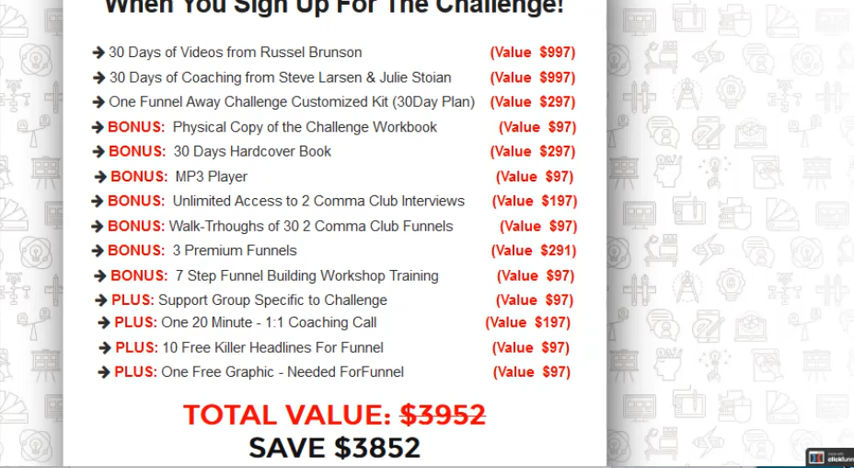 When You Sign Up For The Challenge!
➔ 30 Days of Videos from Russel Brunson (Value $997)
➔ 30 Days of Coaching from Steve Larsen & Julie Stoian (Value $997)
➔ One Funnel Away Challenge Customized Kit (30Day Plan) (Value $297)
➔ BONUS: Physical Copy of the Challenge Workbook (Value $97)
➔ BONUS: 30 Days Hardcover Book (Value $297)
➔ BONUS: MP3 Player (Value $97)
➔ BONUS: Unlimited Access to 2 Comma Club Interviews (Value $197)
➔ BONUS: Walk-Trhoughs of 30 2 Comma Club Funnels (Value $97)
➔ BONUS: 3 Premium Funnels (Value $291)
➔ BONUS: 7 Step Funnel Building Workshop Training (Value $97)
➔ PLUS: Support Group Specific to Challenge (Value $97)
➔ PLUS: One 20 Minute - 1:1 Coaching Call (Value $197)
➔ PLUS: 10 Free Killer Headlines For Funnel (Value $97)
➔ PLUS: One Free Graphic - Needed ForFunnel (Value $97)
TOTAL VALUE: $3952
SAVE $3852